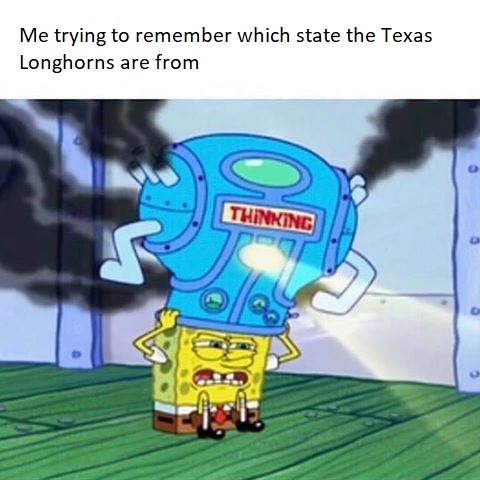 Me trying to remember which state the Texas
Longhorns are from
THiNKiNG